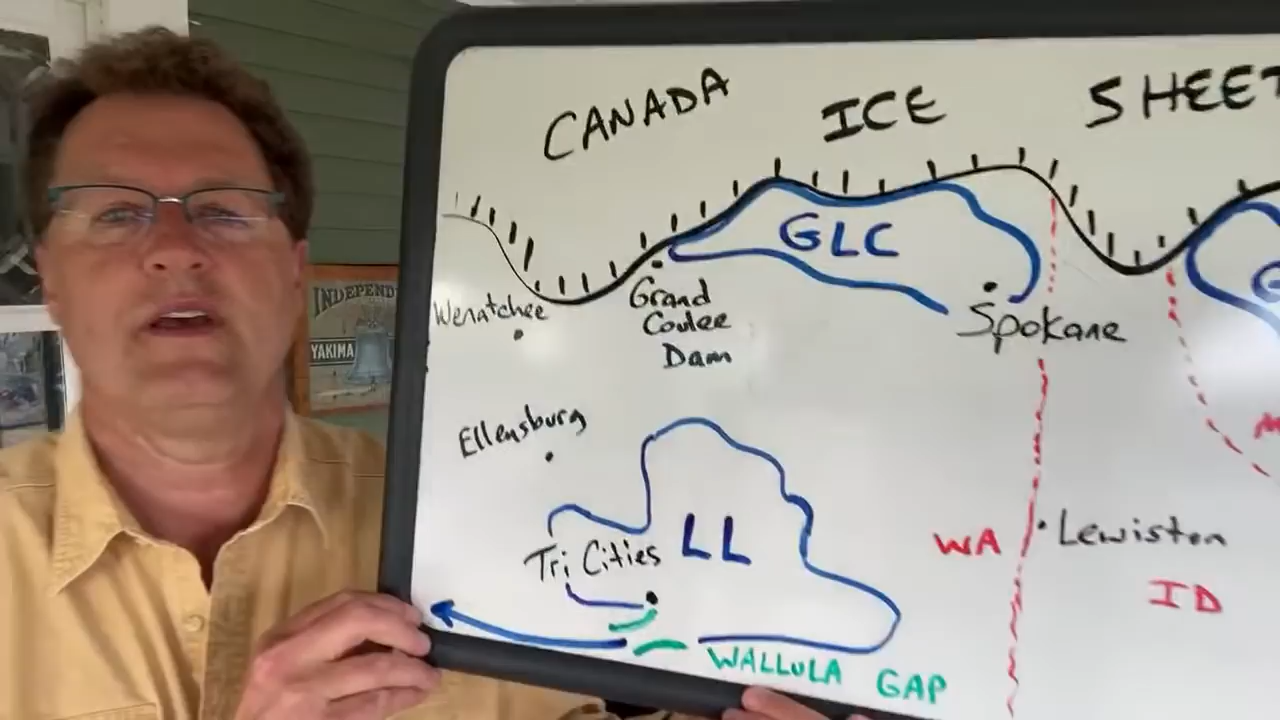 CANADA ICE SHEET
GLC
G
Wenatchee
Grand
Coulee
Dam
Spokane
INDEPEND
YAKIMA
Ellensburg
LL
Tri Cities
WA
Lewiston
ID
M
WALLULA GAP